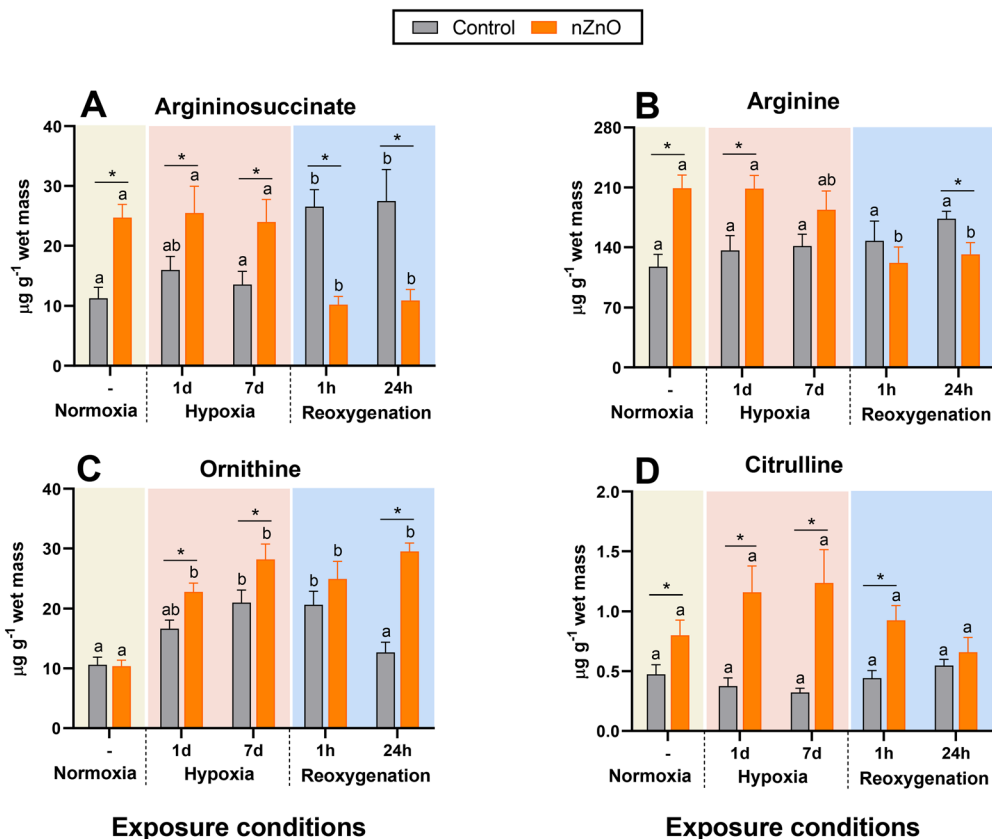 Control nZnO
A Argininosuccinate
40
30
20
10
0
µg g-1 wet mass
* * * * *
a a ab a a a b b b b
- 1d 7d 1h 24h
Normoxia Hypoxia Reoxygenation
B Arginine
280
210
140
70
0
µg g-1 wet mass
* * *
a a a a a ab a b a b
- 1d 7d 1h 24h
Normoxia Hypoxia Reoxygenation
C Ornithine
40
30
20
10
0
µg g-1 wet mass
* * *
a a ab b b b b b a b
- 1d 7d 1h 24h
Normoxia Hypoxia Reoxygenation
Exposure conditions
D Citrulline
2.0
1.5
1.0
0.5
0.0
µg g-1 wet mass
* * * *
a a a a a a a a a a
- 1d 7d 1h 24h
Normoxia Hypoxia Reoxygenation
Exposure conditions